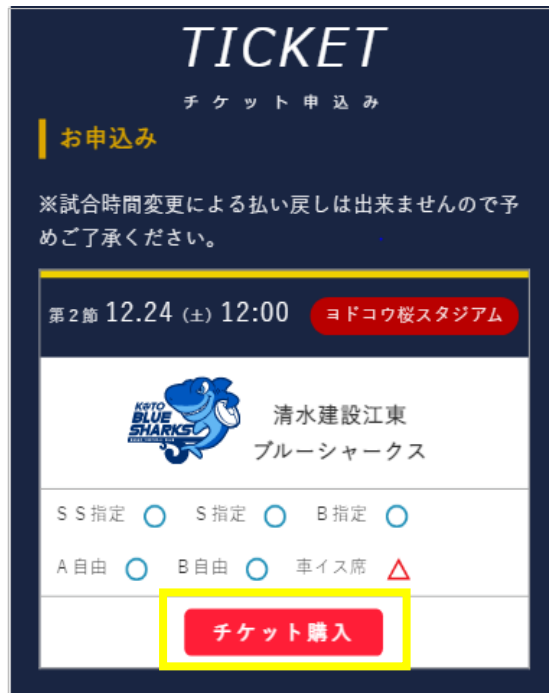 TICKET
チケット申込み
お申込み
※試合時間変更による払い戻しは出来ませんので予
めご了承ください。
第2節 12.24 (土) 12:00 ヨドコウ桜スタジアム
KOTO
BLUE
SHARKS
清水建設江東
ブルーシャークス
SS指定 ○ S指定 ○ B指定 ○
A自由 ○ B自由 ○ 車イス席 △
チケット購入